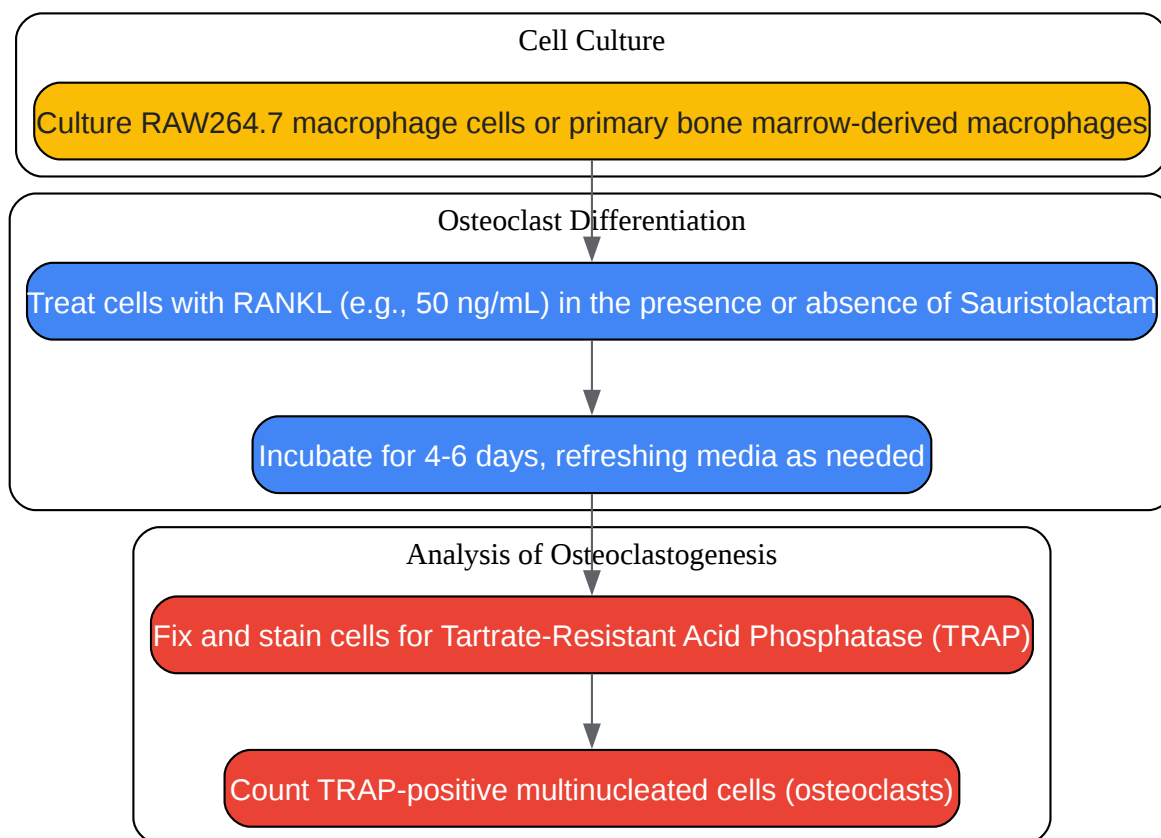 Cell Culture
Culture RAW264.7 macrophage cells or primary bone marrow-derived macrophages
Osteoclast Differentiation
Treat cells with RANKL (e.g., 50 ng/mL) in the presence or absence of Sauristolactam
Incubate for 4-6 days, refreshing media as needed
Analysis of Osteoclastogenesis
Fix and stain cells for Tartrate-Resistant Acid Phosphatase (TRAP)
Count TRAP-positive multinucleated cells (osteoclasts)